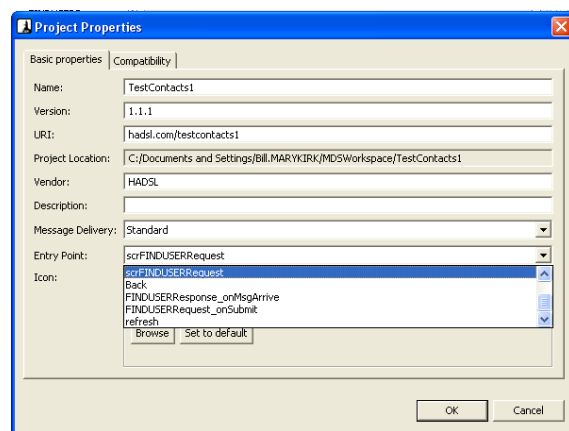 Project Properties
Basic properties
Compatibility
Name: TestContacts1
Version: 1.1.1
URI: hadsl.com/testcontacts1
Project Location: C:/Documents and Settings/Bill.MARYKIRK/MDSWorkspace/TestContacts1
Vendor: HADSL
Description:
Message Delivery: Standard
Entry Point: scrFINDUSERRequest
Icon:
scrFINDUSERRequest
Back
FINDUSERResponse_onMsgArrive
FINDUSERRequest_onSubmit
refresh
Browse Set to default
OK Cancel